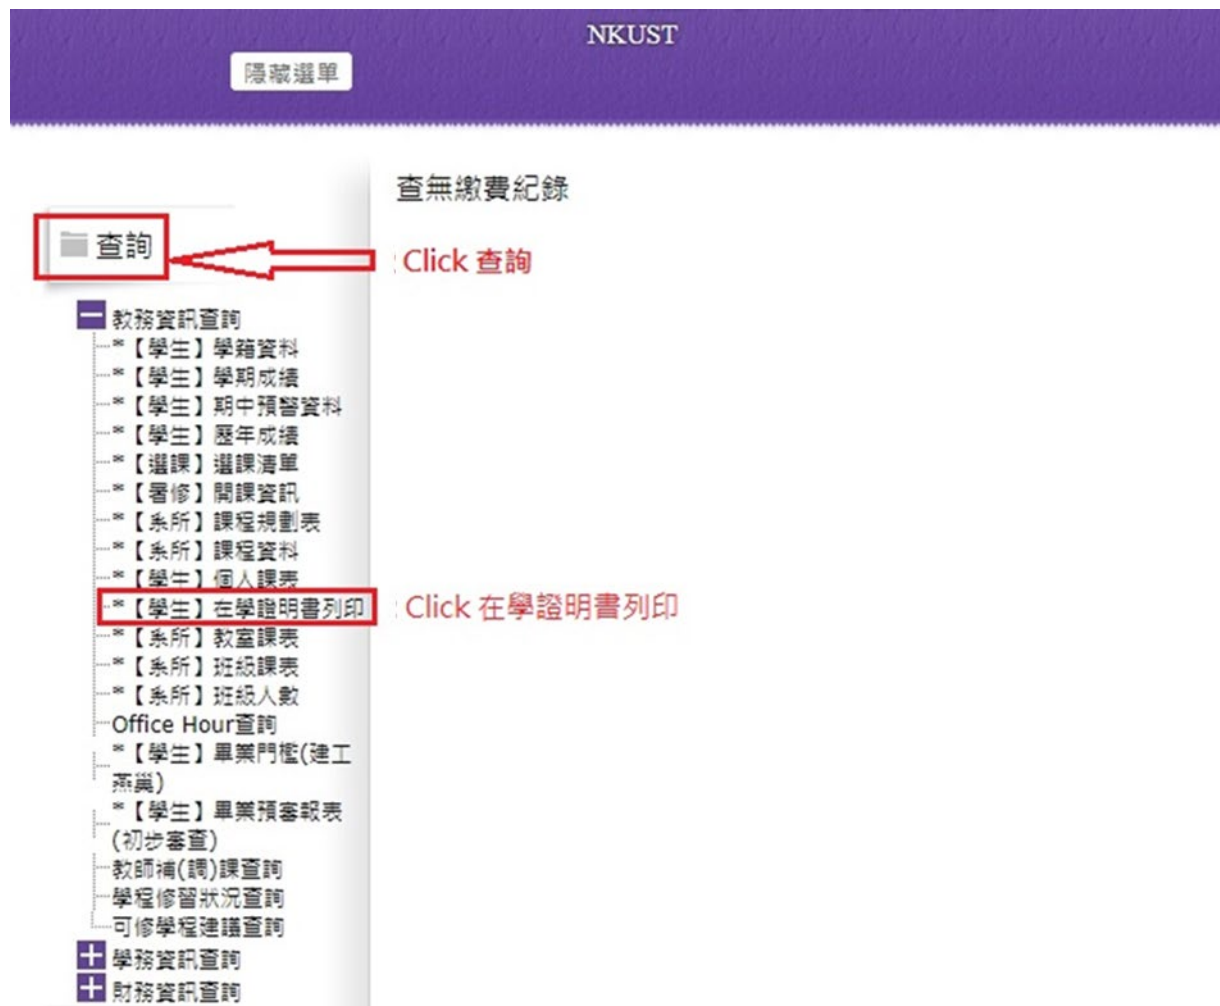 NKUST
隱藏選單
查無繳費紀錄
查詢
Click 查詢
教務資訊查詢
*【學生】學籍資料
*【學生】學期成績
*【學生】期中預警資料
*【學生】歷年成績
*【選課】選課清單
*【暑修】開課資訊
*【系所】課程規劃表
*【系所】課程資料
*【學生】個人課表
*【學生】在學證明書列印
: Click 在學證明書列印
*【系所】教室課表
*【系所】班級課表
*【系所】班級人數
Office Hour查詢
*【學生】畢業門檻(建工
燕巢)
*【學生】畢業預審報表
(初步審查)
教師補(調)課查詢
學程修習狀況查詢
可修學程建議查詢
學務資訊查詢
財務資訊查詢